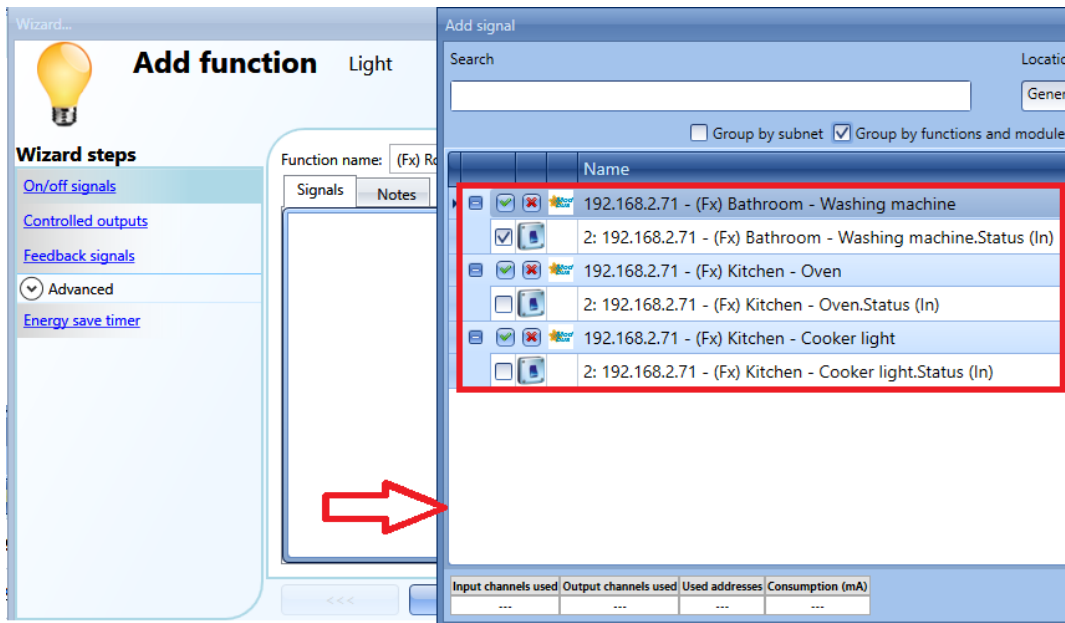 Wizard...
Add function Light
Wizard steps
On/off signals
Controlled outputs
Feedback signals
Advanced
Energy save timer
Function name: (Fx)
Signals
Notes
<<<
Add signal
Search
Group by subnet
Group by functions and module
Name
192.168.2.71 - (Fx) Bathroom - Washing machine
2: 192.168.2.71 - (Fx) Bathroom - Washing machine.Status (In)
192.168.2.71 - (Fx) Kitchen - Oven
2: 192.168.2.71 - (Fx) Kitchen - Oven.Status (In)
192.168.2.71 - (Fx) Kitchen - Cooker light
2: 192.168.2.71 - (Fx) Kitchen - Cooker light.Status (In)
Input channels used Output channels used Used addresses Consumption (mA)
--- --- --- ---